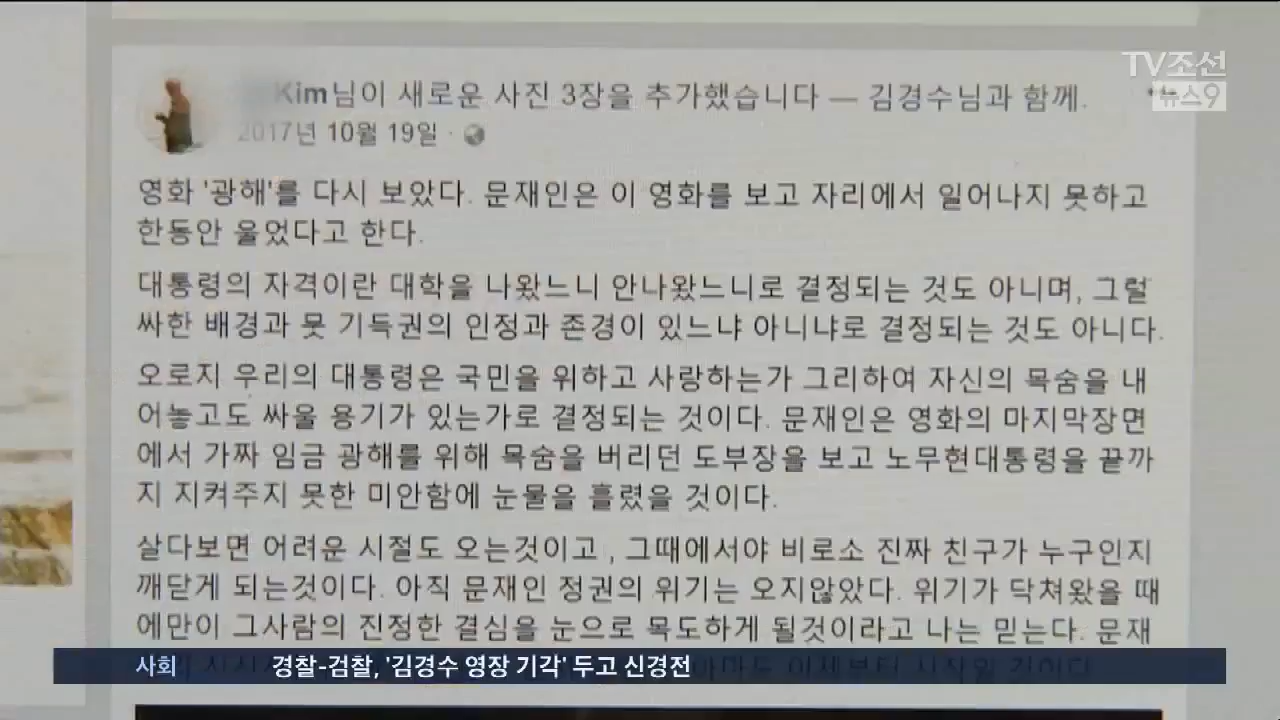 TV조선
뉴스9
Kim님이 새로운 사진 3장을 추가했습니다 — 김경수님과 함께.
2017년 10월 19일 ·
영화 '광해'를 다시 보았다. 문재인은 이 영화를 보고 자리에서 일어나지 못하고
한동안 울었다고 한다.
대통령의 자격이란 대학을 나왔느니 안나왔느니로 결정되는 것도 아니며, 그럴
싸한 배경과 뭇 기득권의 인정과 존경이 있느냐 아니냐로 결정되는 것도 아니다.
오로지 우리의 대통령은 국민을 위하고 사랑하는가 그리하여 자신의 목숨을 내
어놓고도 싸울 용기가 있는가로 결정되는 것이다. 문재인은 영화의 마지막장면
에서 가짜 임금 광해를 위해 목숨을 버리던 도부장을 보고 노무현대통령을 끝까
지 지켜주지 못한 미안함에 눈물을 흘렸을 것이다.
살다보면 어려운 시절도 오는것이고 , 그때에서야 비로소 진짜 친구가 누구인지
깨닫게 되는것이다. 아직 문재인 정권의 위기는 오지않았다. 위기가 닥쳐왔을 때
에만이 그사람의 진정한 결심을 눈으로 목도하게 될것이라고 나는 믿는다. 문재
사회 경찰-검찰, '김경수 영장 기각' 두고 신경전